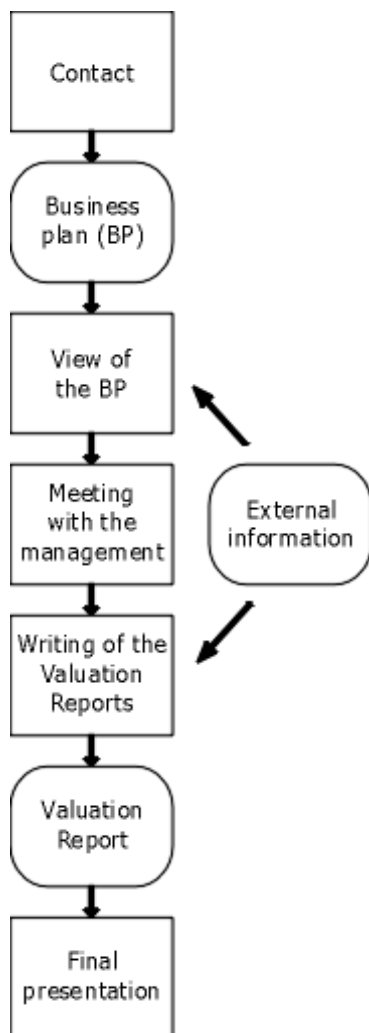 Contact
Business
plan (BP)
View of
the BP
Meeting
with the
management
External
information
Writing of the
Valuation
Reports
Valuation
Report
Final
presentation